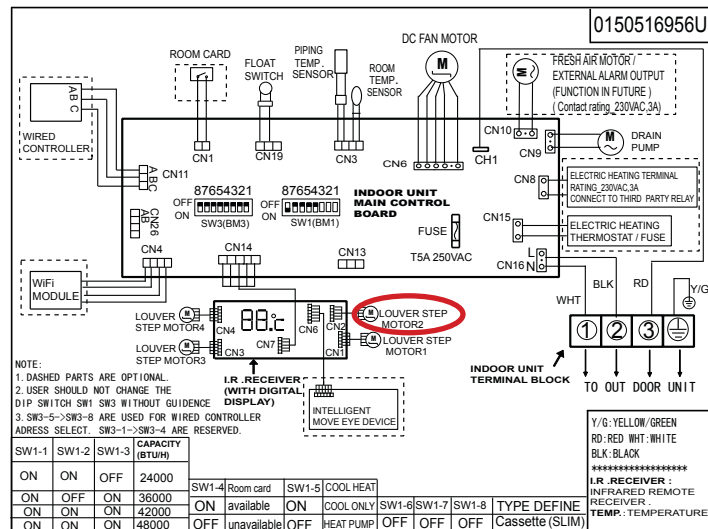 0150516956U
DC FAN MOTOR
ROOM CARD
FLOAT
SWITCH
PIPING
TEMP.
SENSOR
ROOM
TEMP.
SENSOR
M
M
FRESH AIR MOTOR /
EXTERNAL ALARM OUTPUT
(FUNCTION IN FUTURE )
( Contact rating_230VAC,3A)
A
B
C
WIRED
CONTROLLER
CN10
CN9
M
DRAIN
PUMP
CN1
CN19
CN3
CN6
CH1
A
B
C
CN11
CN8
ELECTRIC HEATING TERMINAL
RATING_230VAC,3A
CONNECT TO THIRD PARTY RELAY
87654321
OFF
ON
SW3(BM3)
87654321
OFF
ON
SW1(BM1)
INDOOR UNIT
MAIN CONTROL
BOARD
AB
CN26
CN15
ELECTRIC HEATING
THERMOSTAT / FUSE
FUSE
T5A 250VAC
CN4
CN14
CN13
L
CN16 N
WiFi
MODULE
WHT
BLK
RD
Y/G
LOUVER
STEP MOTOR4
M
CN4
88:c
CN6
CN2
M
LOUVER STEP
MOTOR2
LOUVER
STEP MOTOR3
M
CN3
CN7
CN1
M
LOUVER STEP
MOTOR1
1
2
3
INDOOR UNIT
TERMINAL BLOCK
TO OUT DOOR UNIT
I.R .RECEIVER
(WITH DIGITAL
DISPLAY)
INTELLIGENT
MOVE EYE DEVICE
NOTE:
1. DASHED PARTS ARE OPTIONAL.
2. USER SHOULD NOT CHANGE THE
DIP SWITCH SW1 SW3 WITHOUT GUIDENCE
3. SW3-5->SW3-8 ARE USED FOR WIRED CONTROLLER
ADRESS SELECT. SW3-1->SW3-4 ARE RESERVED.
Y/G:YELLOW/GREEN
RD:RED WHT:WHITE
BLK:BLACK
*****************
I.R .RECEIVER :
INFRARED REMOTE
RECEIVER .
TEMP.:TEMPERATURE
SW1-1 SW1-2 SW1-3 CAPACITY (BTU/H)
ON ON OFF 24000
ON OFF ON 36000
ON ON ON 42000
ON ON ON 48000
SW1-4 Room card SW1-5 COOL HEAT
ON available ON COOL ONLY SW1-6 SW1-7 SW1-8 TYPE DEFINE
OFF unavailable OFF HEAT PUMP OFF OFF OFF Cassette (SLIM)